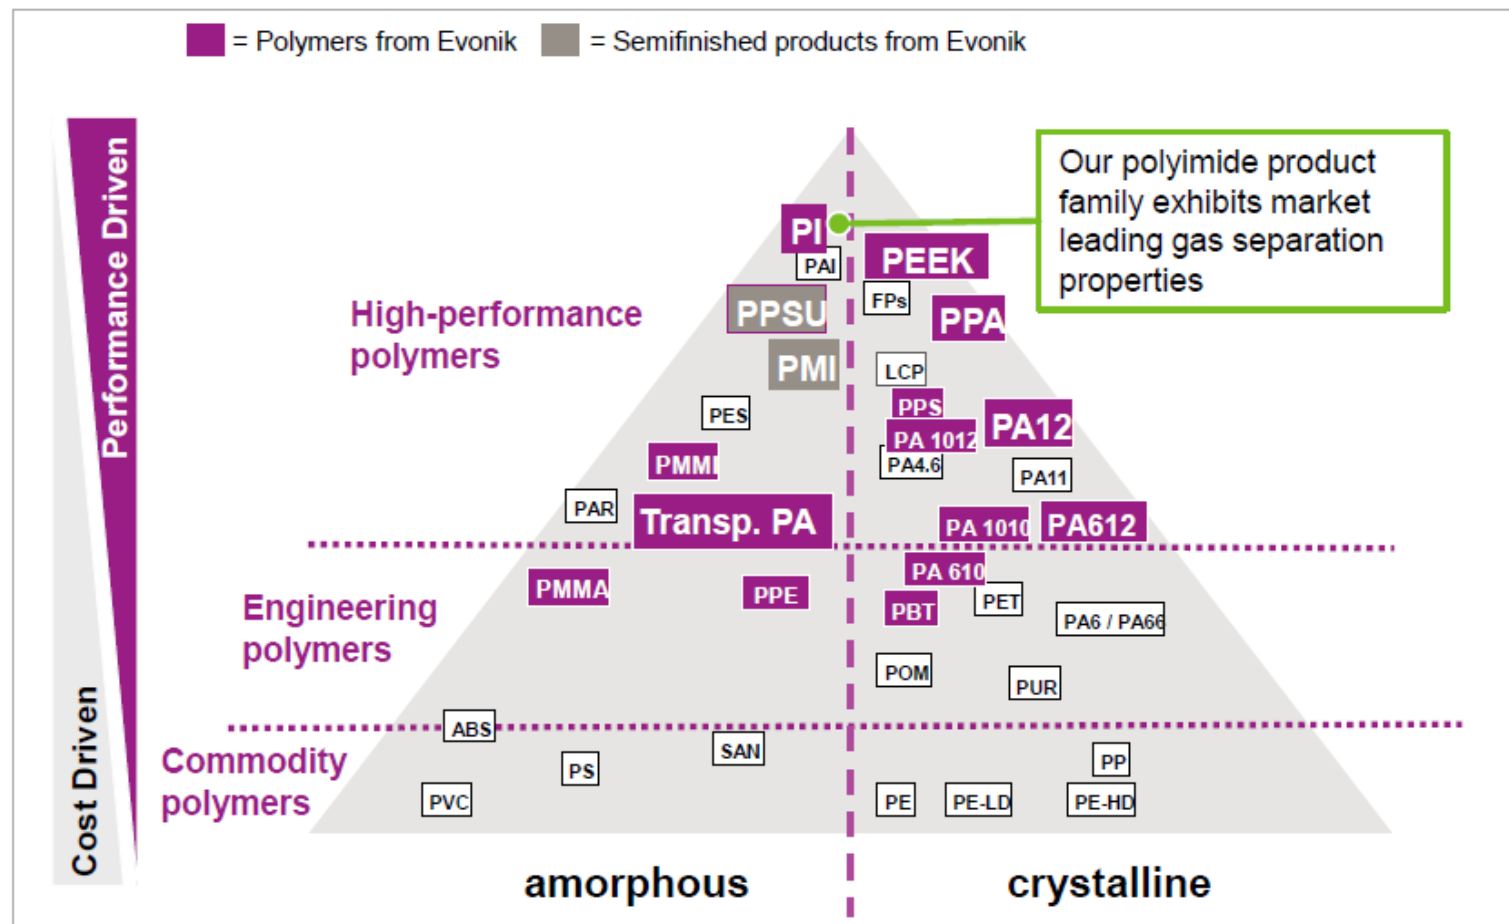 = Polymers from Evonik
= Semifinished products from Evonik
Performance Driven
Cost Driven
Our polyimide product
family exhibits market
leading gas separation
properties
High-performance
polymers
PI
PAI
PEEK
FPs
PPSU
PPA
PMI
LCP
PPS
PES
PA12
PA 1012
PMMI
PA4.6
PA11
PAR
Transp. PA
PA 1010
PA612
Engineering
polymers
PMMA
PPE
PA 610
PBT
PET
PA6 / PA66
POM
PUR
Commodity
polymers
ABS
SAN
PS
PP
PVC
PE
PE-LD
PE-HD
amorphous
crystalline